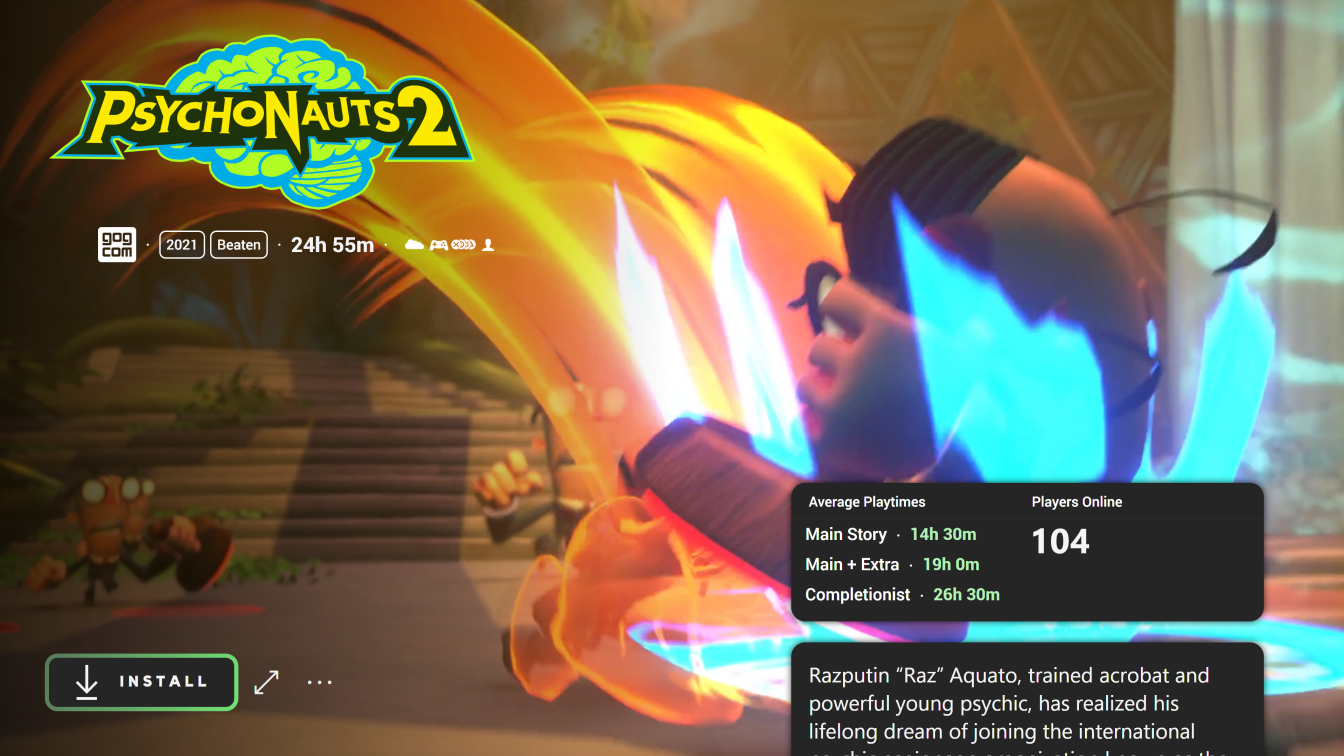 PSYCHONAUTS 2
gog
com
· 2021 Beaten · 24h 55m ·
Average Playtimes
Main Story · 14h 30m
Main + Extra · 19h 0m
Completionist · 26h 30m
Players Online
104
INSTALL
Razputin “Raz” Aquato, trained acrobat and
powerful young psychic, has realized his
lifelong dream of joining the international